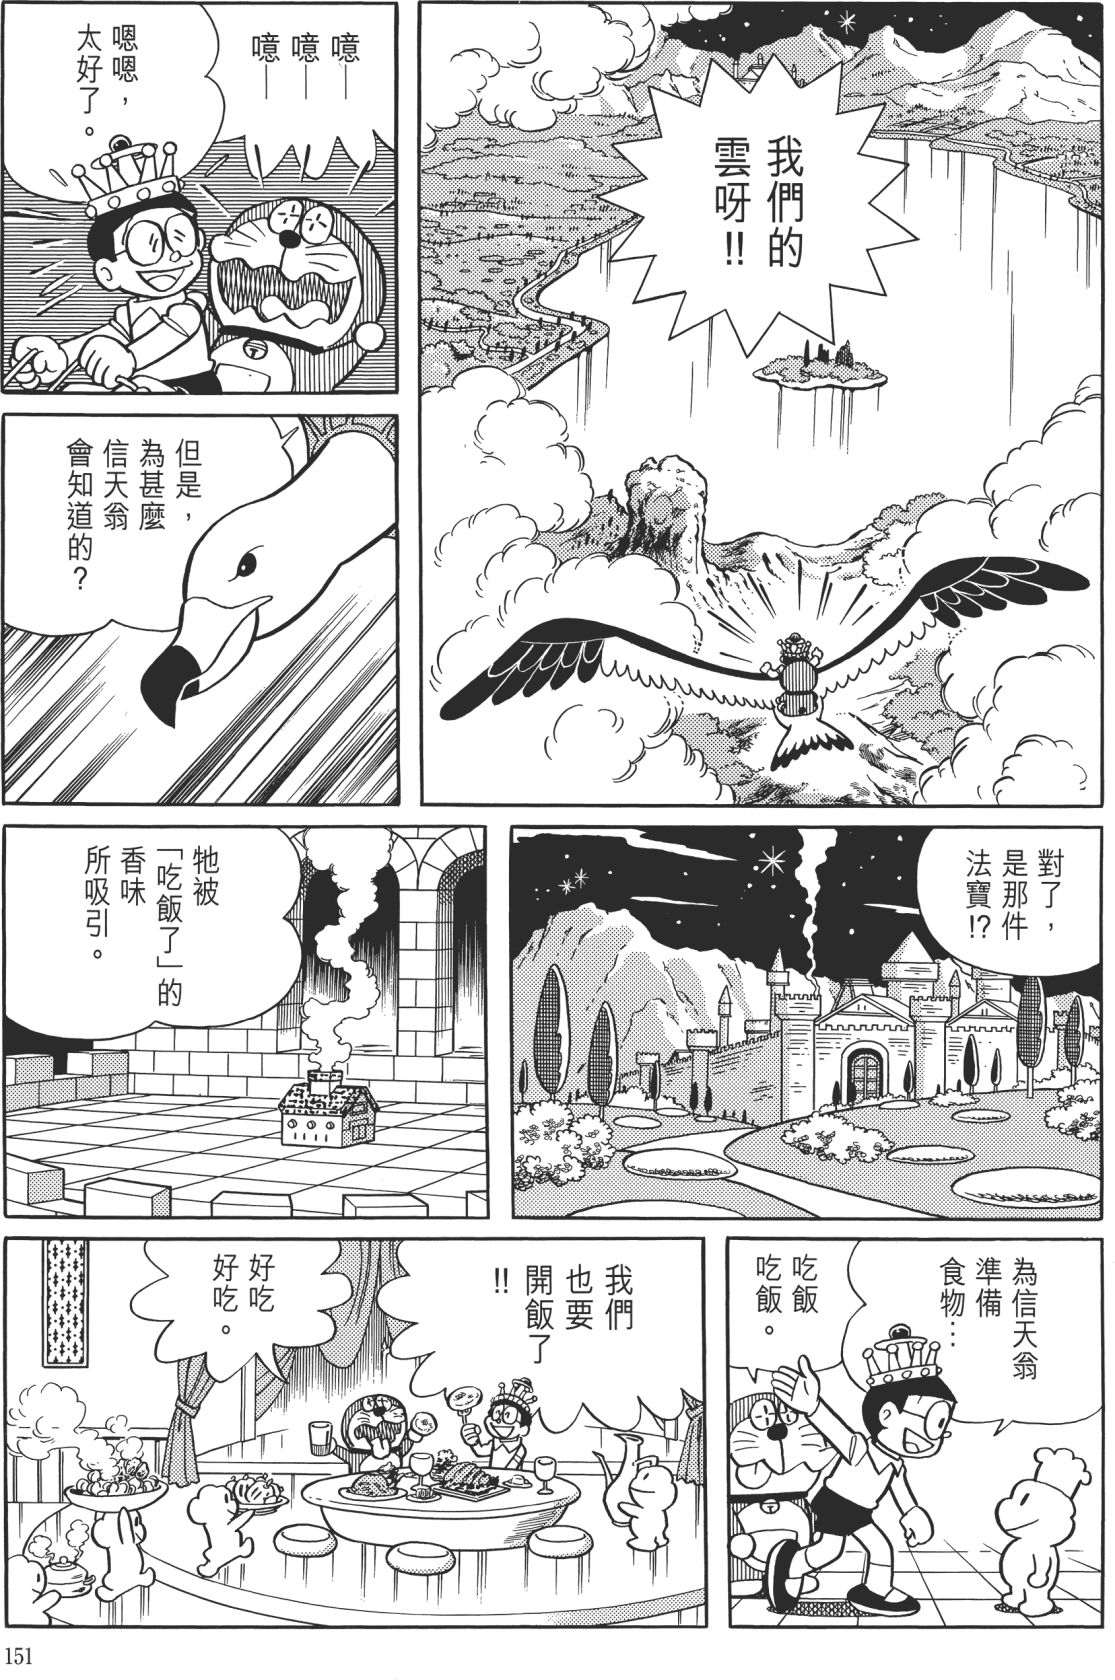 我們的
雲呀!!
噫 噫 噫
嗯嗯，
太好了。
但是，
為甚麼
信天翁
會知道的？
對了，
是那件
法寶!?
牠被
「吃飯了」的
香味
所吸引。
為信天翁
準備
食物…
吃飯
吃飯。
我們
也要
開飯了
!!
好吃
好吃。
151